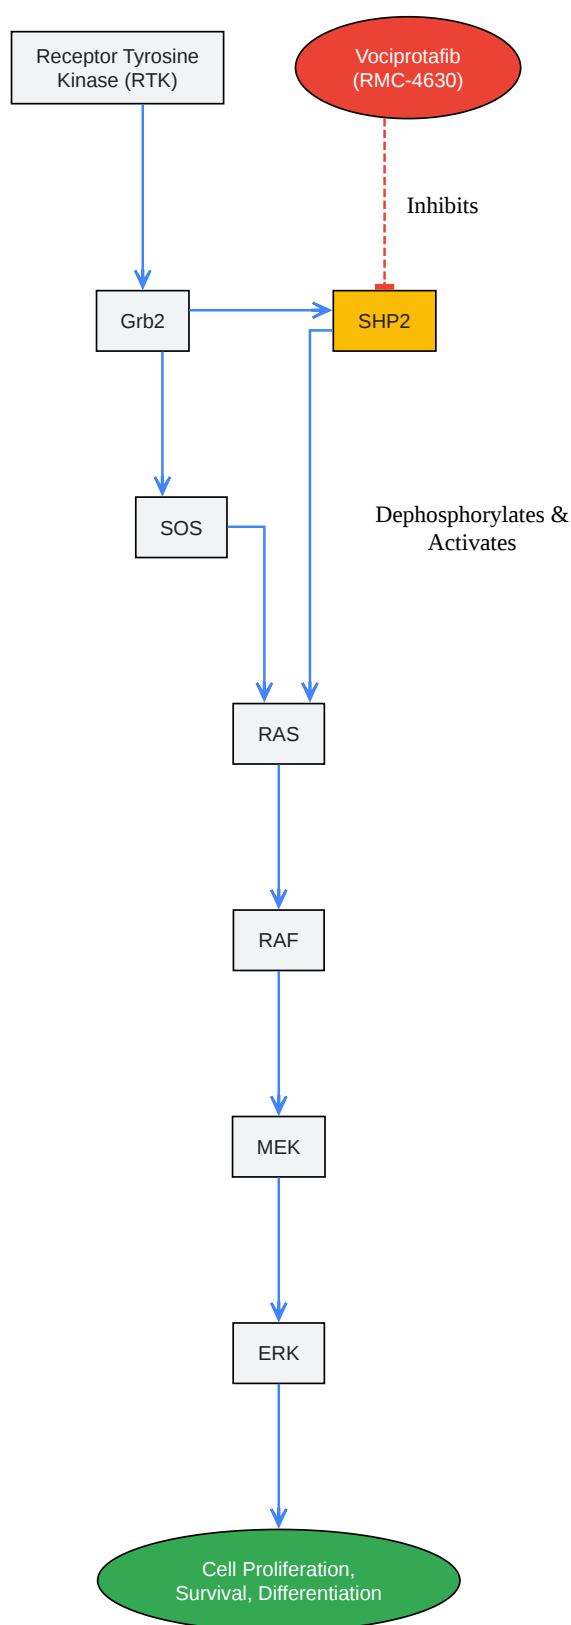 Receptor Tyrosine
Kinase (RTK)
Vociprotafib
(RMC-4630)
Inhibits
Grb2
SHP2
SOS
Dephosphorylates &
Activates
RAS
RAF
MEK
ERK
Cell Proliferation,
Survival, Differentiation